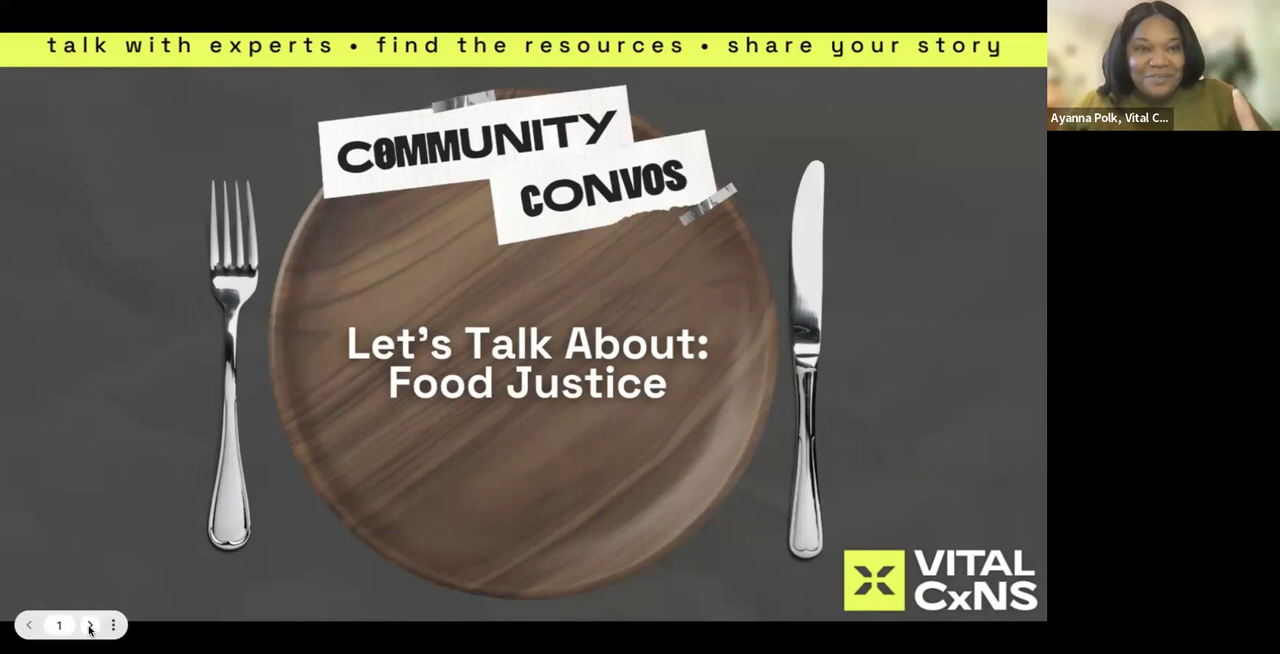 talk with experts • find the resources • share your story
COMMUNITY
CONVOS
Let's Talk About:
Food Justice
VITAL
CxNS
Ayanna Polk, Vital C...
1